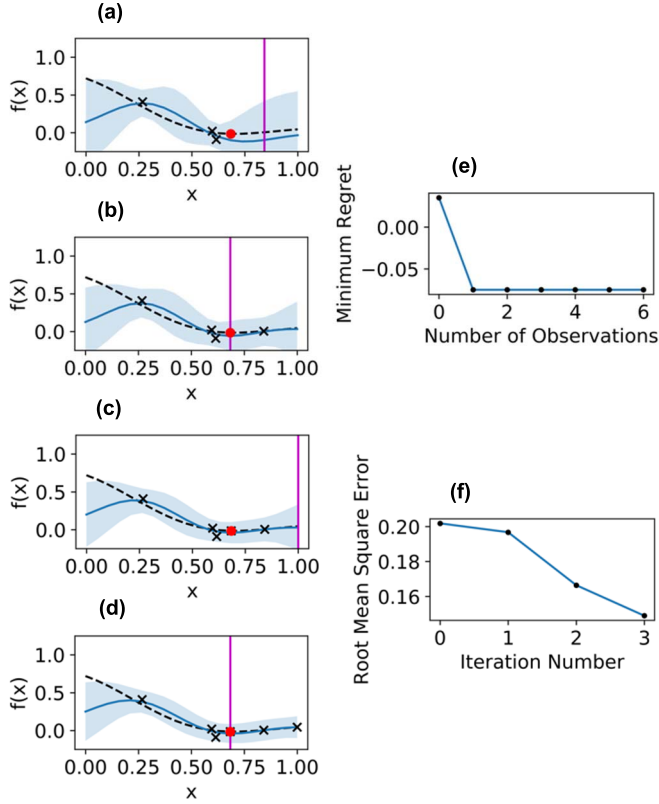 (a)
f(x)
1.0
0.5
0.0
0.00 0.25 0.50 0.75 1.00
x
(b)
f(x)
1.0
0.5
0.0
0.00 0.25 0.50 0.75 1.00
x
(c)
f(x)
1.0
0.5
0.0
0.00 0.25 0.50 0.75 1.00
x
(d)
f(x)
1.0
0.5
0.0
0.00 0.25 0.50 0.75 1.00
x
(e)
Minimum Regret
0.00
−0.05
0 2 4 6
Number of Observations
(f)
Root Mean Square Error
0.20
0.18
0.16
0 1 2 3
Iteration Number